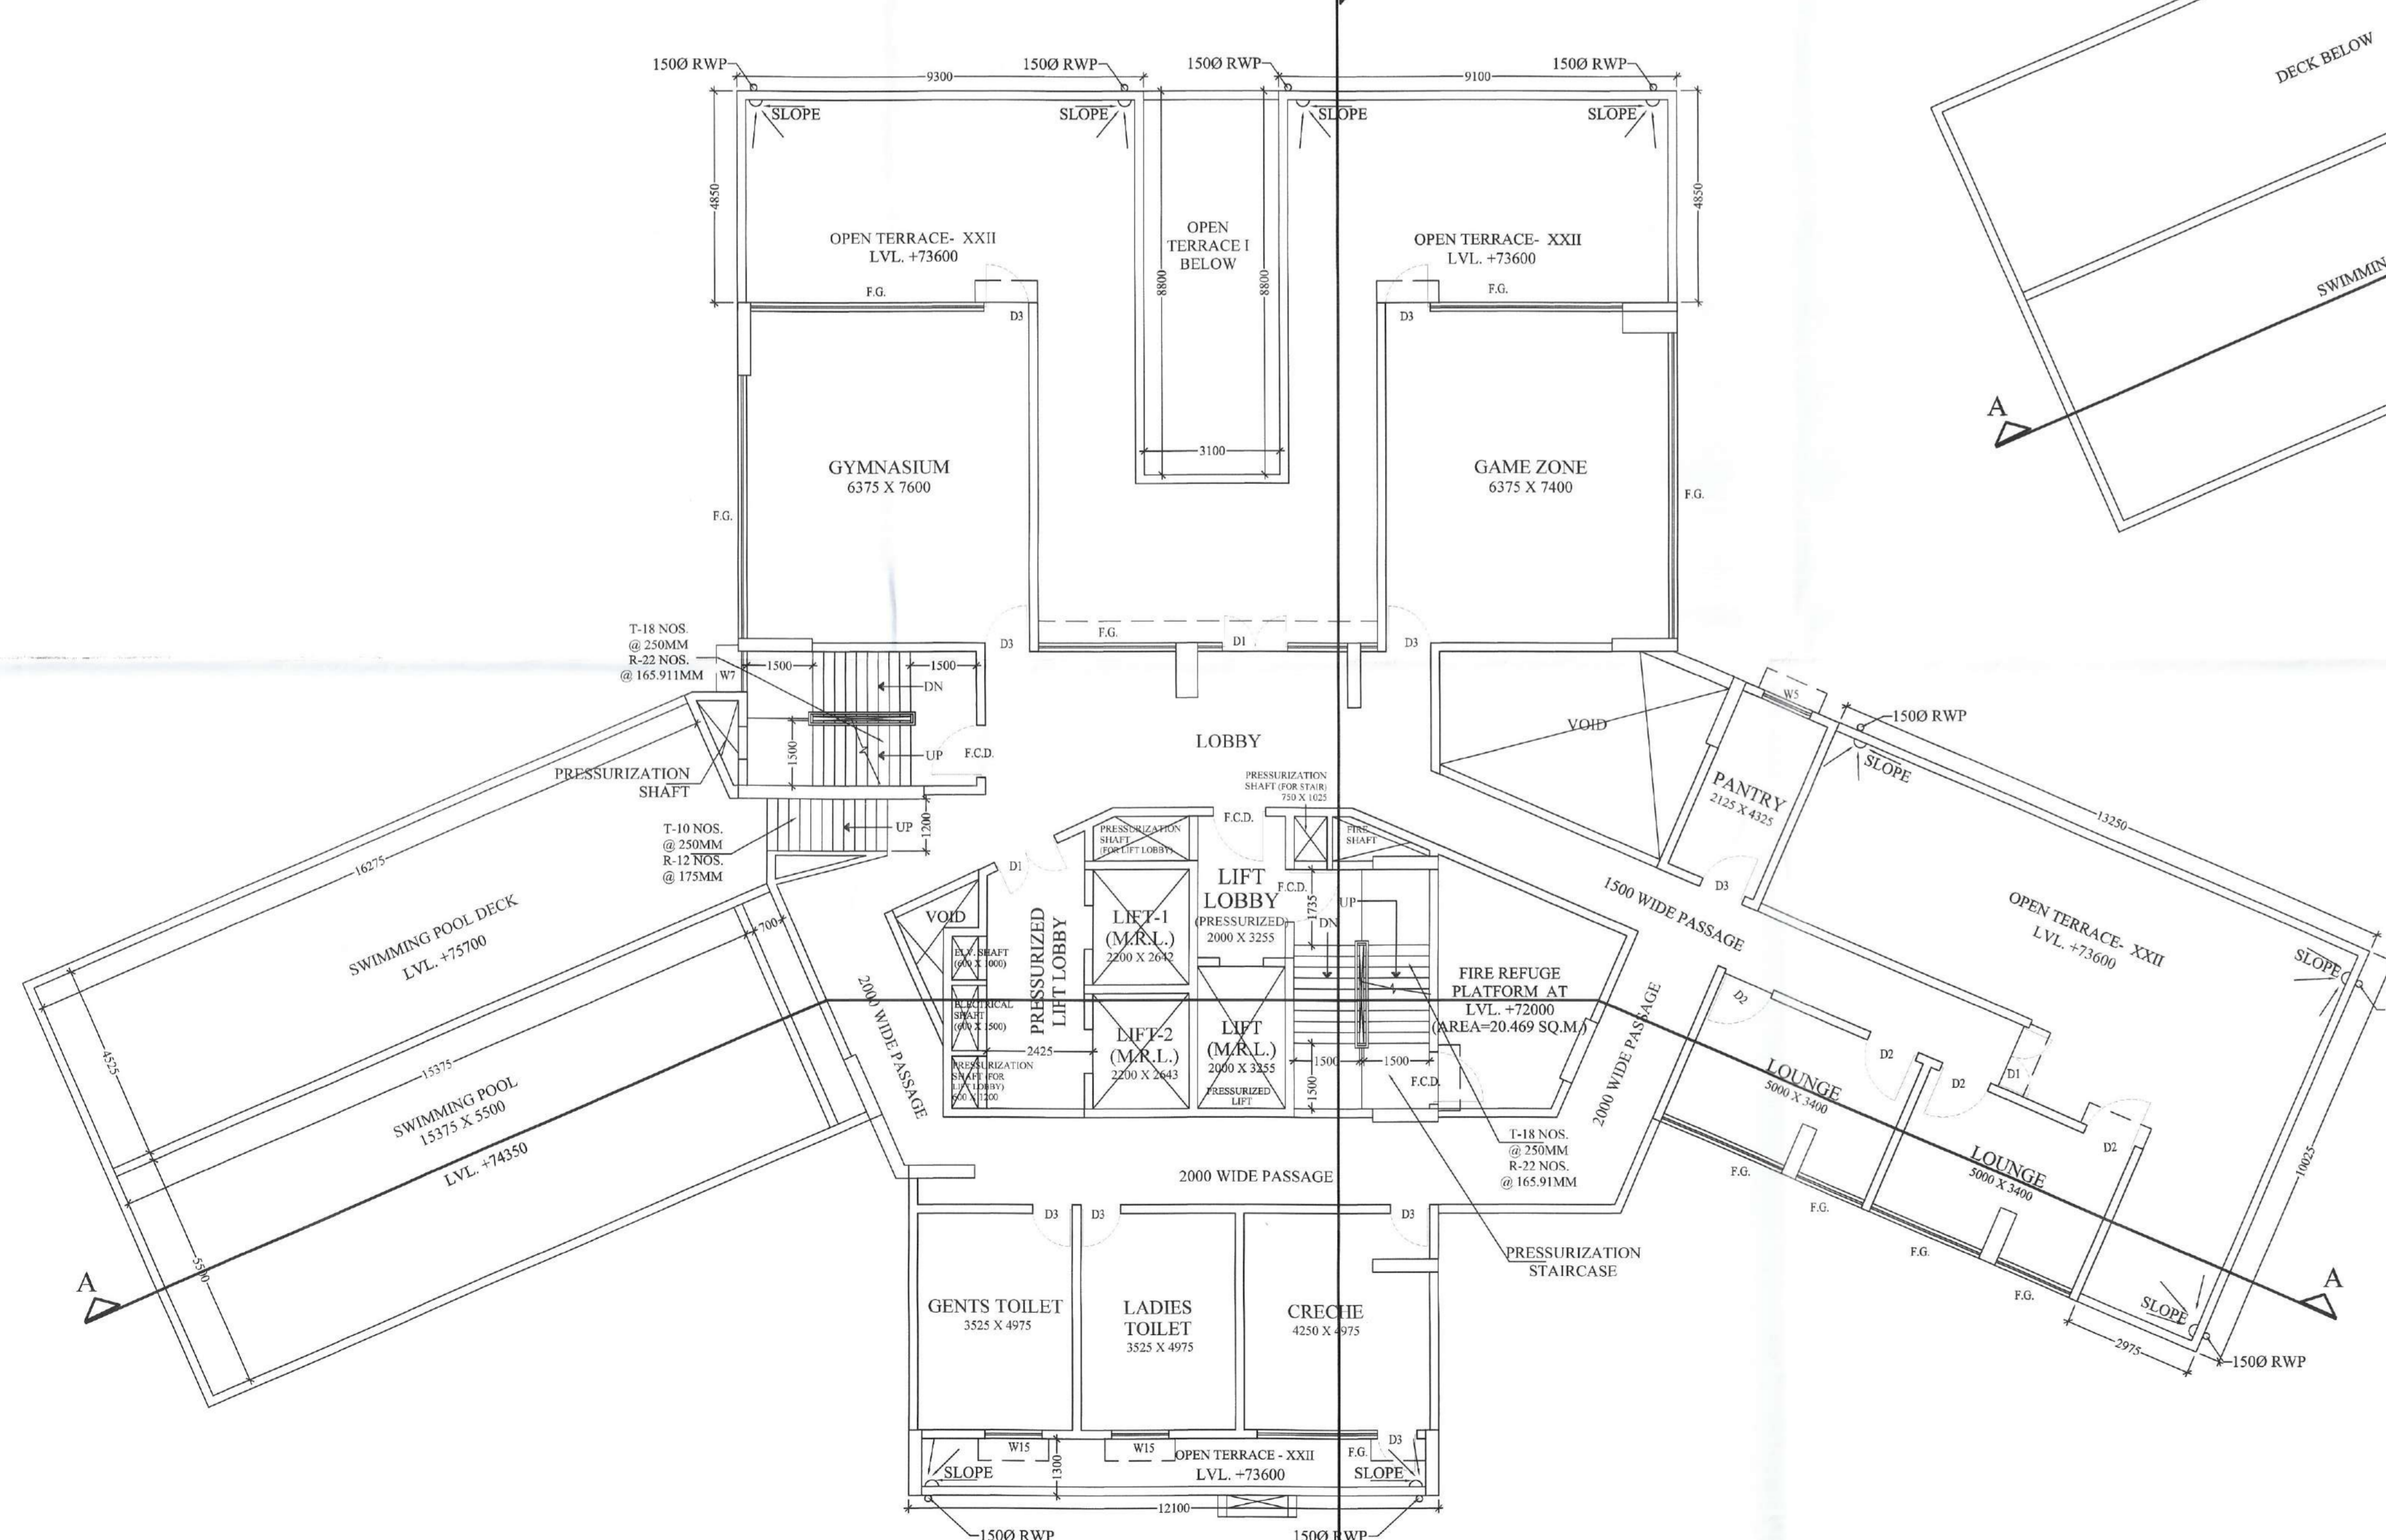 150Ø RWP
9300
150Ø RWP
150Ø RWP
9100
150Ø RWP
SLOPE
SLOPE
SLOPE
SLOPE
4850
4850
DECK BELOW
OPEN TERRACE- XXII
LVL. +73600
OPEN
TERRACE I
BELOW
OPEN TERRACE- XXII
LVL. +73600
8800
8800
F.G.
F.G.
D3
D3
A
GYMNASIUM
6375 X 7600
3100
GAME ZONE
6375 X 7400
F.G.
F.G.
T-18 NOS.
@ 250MM
R-22 NOS.
@ 165.911MM
W7
1500
1500
DN
UP
1500
F.C.D.
D3
F.G.
D1
D3
LOBBY
VOID
W5
150Ø RWP
SLOPE
PRESSURIZATION
SHAFT
PANTRY
2125 X 4325
13250
T-10 NOS.
@ 250MM
R-12 NOS.
@ 175MM
UP
1200
PRESSURIZATION
SHAFT (FOR STAIR)
750 X 1025
F.C.D.
PRESSURIZATION
SHAFT
(FOR LIFT LOBBY)
FIRE
SHAFT
D1
D3
1500 WIDE PASSAGE
16275
SWIMMING POOL DECK
LVL. +75700
700
VOID
PRESSURIZED
LIFT LOBBY
LIFT-1
(M.R.L.)
2200 X 2642
LIFT
LOBBY
(PRESSURIZED)
2000 X 3255
F.C.D.
1735
UP
DN
OPEN TERRACE- XXII
LVL. +73600
SLOPE
ELV. SHAFT
(600 X 1000)
ELECTRICAL
SHAFT
(600 X 1500)
PRESSURIZATION
SHAFT (FOR
LIFT LOBBY)
600 X 1200
2425
LIFT-2
(M.R.L.)
2200 X 2643
LIFT
(M.R.L.)
2000 X 3255
PRESSURIZED
LIFT
1500
1500
1500
F.C.D.
FIRE REFUGE
PLATFORM AT
LVL. +72000
(AREA=20.469 SQ.M.)
2000 WIDE PASSAGE
2000 WIDE PASSAGE
D2
D2
D2
D1
D2
LOUNGE
5000 X 3400
LOUNGE
5000 X 3400
4525
15375
SWIMMING POOL
15375 X 5500
LVL. +74350
5500
T-18 NOS.
@ 250MM
R-22 NOS.
@ 165.91MM
2000 WIDE PASSAGE
F.G.
F.G.
F.G.
F.G.
10025
D3
D3
D3
PRESSURIZATION
STAIRCASE
A
A
GENTS TOILET
3525 X 4975
LADIES
TOILET
3525 X 4975
CRECHE
4250 X 4975
SLOPE
2975
150Ø RWP
W15
W15
OPEN TERRACE - XXII
LVL. +73600
F.G.
D3
SLOPE
1300
SLOPE
12100
150Ø RWP
150Ø RWP